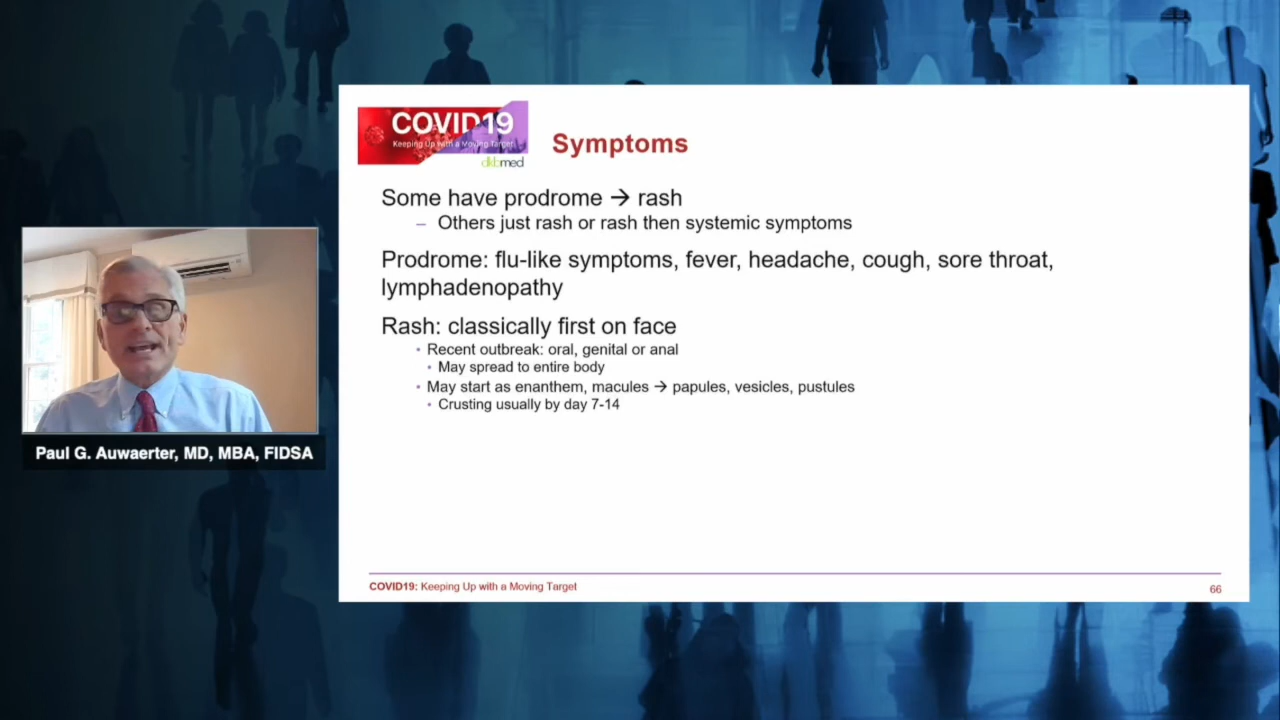 COVID19
Keeping Up with a Moving Target
dkbmed
Symptoms
Some have prodrome → rash
– Others just rash or rash then systemic symptoms
Prodrome: flu-like symptoms, fever, headache, cough, sore throat,
lymphadenopathy
Rash: classically first on face
• Recent outbreak: oral, genital or anal
• May spread to entire body
• May start as enanthem, macules → papules, vesicles, pustules
• Crusting usually by day 7-14
Paul G. Auwaerter, MD, MBA, FIDSA
COVID19: Keeping Up with a Moving Target
66